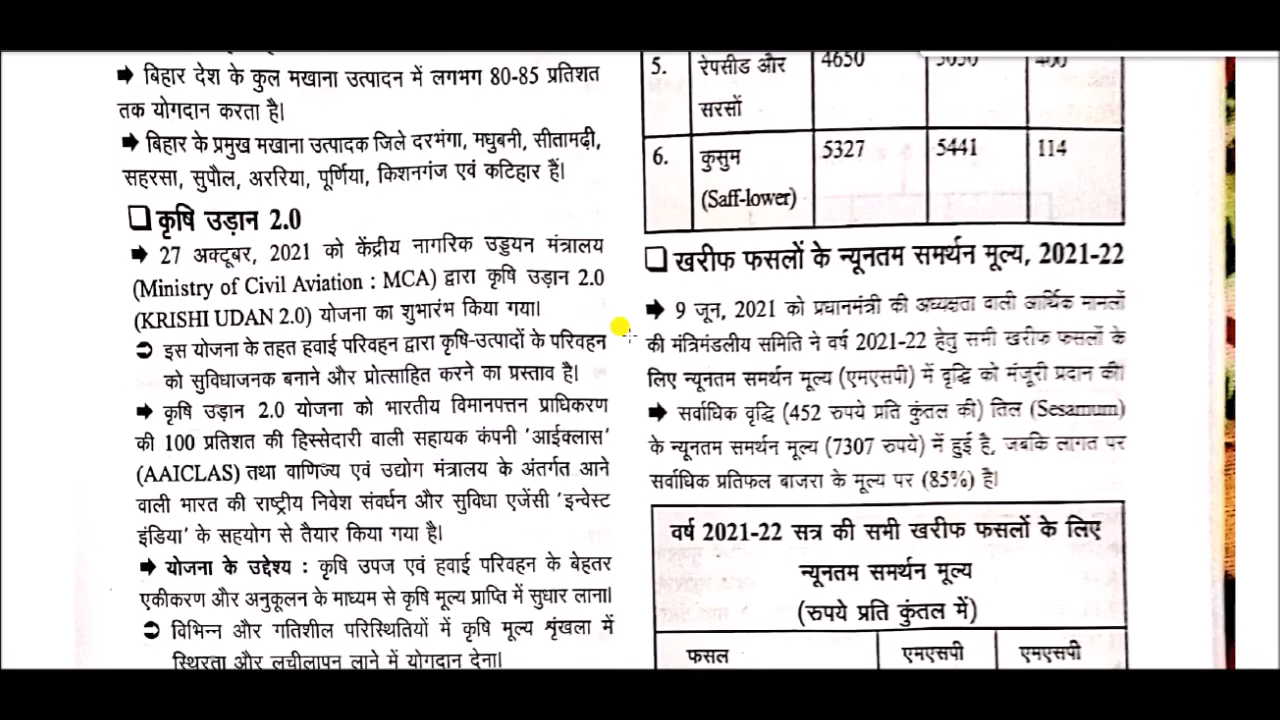 ➡ बिहार देश के कुल मखाना उत्पादन में लगभग 80-85 प्रतिशत
तक योगदान करता है।
➡ बिहार के प्रमुख मखाना उत्पादक जिले दरभंगा, मधुबनी, सीतामढ़ी,
सहरसा, सुपौल, अररिया, पूर्णिया, किशनगंज एवं कटिहार हैं।
❑ कृषि उड़ान 2.0
➡ 27 अक्टूबर, 2021 को केंद्रीय नागरिक उड्डयन मंत्रालय
(Ministry of Civil Aviation : MCA) द्वारा कृषि उड़ान 2.0
(KRISHI UDAN 2.0) योजना का शुभारंभ किया गया।
➲ इस योजना के तहत हवाई परिवहन द्वारा कृषि-उत्पादों के परिवहन
को सुविधाजनक बनाने और प्रोत्साहित करने का प्रस्ताव है।
➡ कृषि उड़ान 2.0 योजना को भारतीय विमानपत्तन प्राधिकरण
की 100 प्रतिशत की हिस्सेदारी वाली सहायक कंपनी 'आईक्लास'
(AAICLAS) तथा वाणिज्य एवं उद्योग मंत्रालय के अंतर्गत आने
वाली भारत की राष्ट्रीय निवेश संवर्धन और सुविधा एजेंसी 'इन्वेस्ट
इंडिया' के सहयोग से तैयार किया गया है।
➡ योजना के उद्देश्य : कृषि उपज एवं हवाई परिवहन के बेहतर
एकीकरण और अनुकूलन के माध्यम से कृषि मूल्य प्राप्ति में सुधार लाना।
➲ विभिन्न और गतिशील परिस्थितियों में कृषि मूल्य शृंखला में
स्थिरता और लचीलापन लाने में योगदान देना।
5. रेपसीड और 4650 5050 400
सरसों
6. कुसुम 5327 5441 114
(Saff-lower)
❑ खरीफ फसलों के न्यूनतम समर्थन मूल्य, 2021-22
➡ 9 जून, 2021 को प्रधानमंत्री की अध्यक्षता वाली आर्थिक मामलों
की मंत्रिमंडलीय समिति ने वर्ष 2021-22 हेतु सभी खरीफ फसलों के
लिए न्यूनतम समर्थन मूल्य (एमएसपी) में वृद्धि को मंजूरी प्रदान की।
➡ सर्वाधिक वृद्धि (452 रुपये प्रति कुंतल की) तिल (Sesamum)
के न्यूनतम समर्थन मूल्य (7307 रुपये) में हुई है, जबकि लागत पर
सर्वाधिक प्रतिफल बाजरा के मूल्य पर (85%) है।
वर्ष 2021-22 सत्र की सभी खरीफ फसलों के लिए
न्यूनतम समर्थन मूल्य
(रुपये प्रति कुंतल में)
फसल एमएसपी एमएसपी